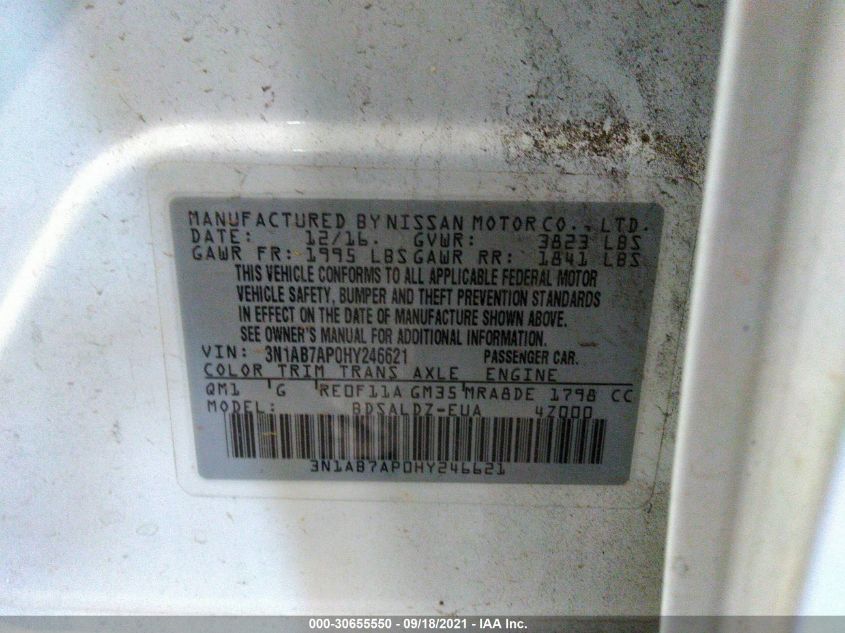 MANUFACTURED BY NISSAN MOTOR CO., LTD.
DATE: 12/16. GVWR: 3823 LBS
GAWR FR: 1995 LBS GAWR RR: 1841 LBS
THIS VEHICLE CONFORMS TO ALL APPLICABLE FEDERAL MOTOR
VEHICLE SAFETY, BUMPER AND THEFT PREVENTION STANDARDS
IN EFFECT ON THE DATE OF MANUFACTURE SHOWN ABOVE.
SEE OWNER'S MANUAL FOR ADDITIONAL INFORMATION.
VIN: 3N1AB7AP0HY246621 PASSENGER CAR.
COLOR TRIM TRANS AXLE ENGINE
QM1 G RE0F11A GM35 MRA8DE 1798 CC
MODEL: BDSALDZ-EUA 4Z000
3N1AB7AP0HY246621
000-30655550 - 09/18/2021 - IAA Inc.